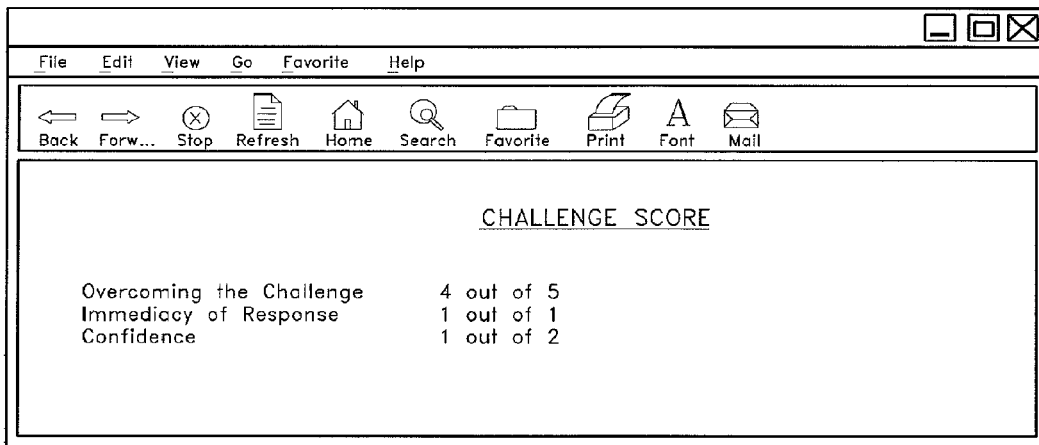 File Edit View Go Favorite Help
Back Forw... Stop Refresh Home Search Favorite Print Font Mail
CHALLENGE SCORE
Overcoming the Challenge 4 out of 5
Immediacy of Response 1 out of 1
Confidence 1 out of 2